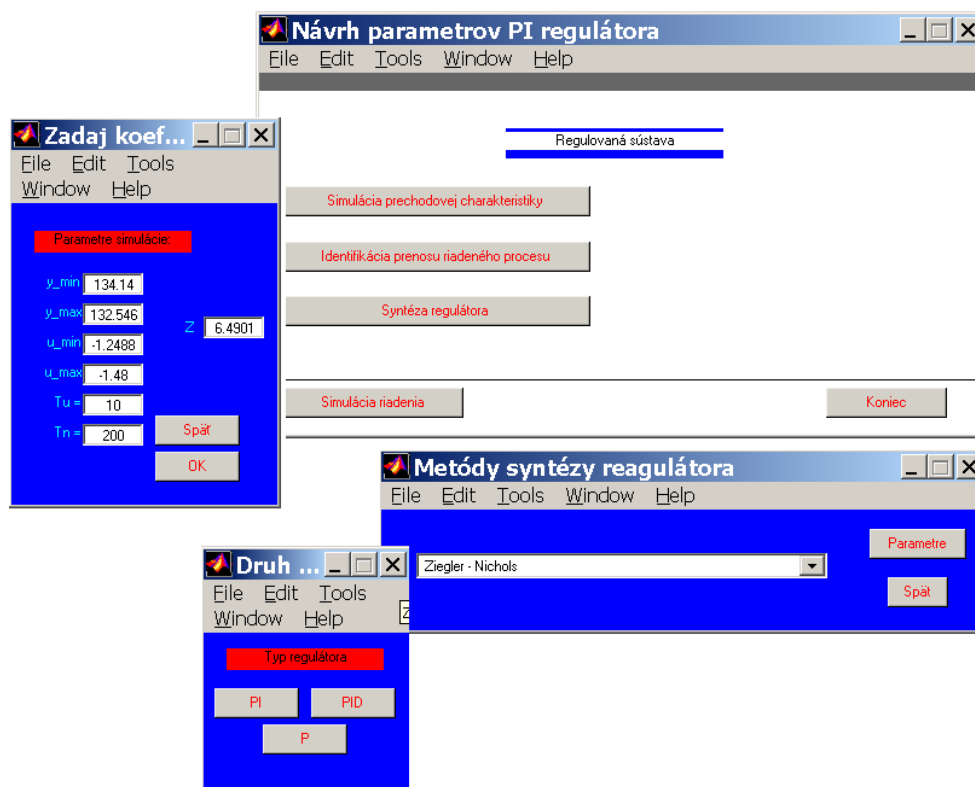 Návrh parametrov PI regulátora
File Edit Tools Window Help
Regulovaná sústava
Simulácia prechodovej charakteristiky
Identifikácia prenosu riadeného procesu
Syntéza regulátora
Simulácia riadenia
Koniec
Zadaj koef...
File Edit Tools
Window Help
Parametre simulácie:
y_min 134.14
y_max 132.546
Z 6.4901
u_min -1.2488
u_max -1.48
Tu = 10
Tn = 200
Späť
OK
Metódy syntézy reagulátora
File Edit Tools Window Help
Parametre
Ziegler - Nichols
Späť
Druh ...
File Edit Tools
Window Help
Z
Typ regulátora
PI PID
P